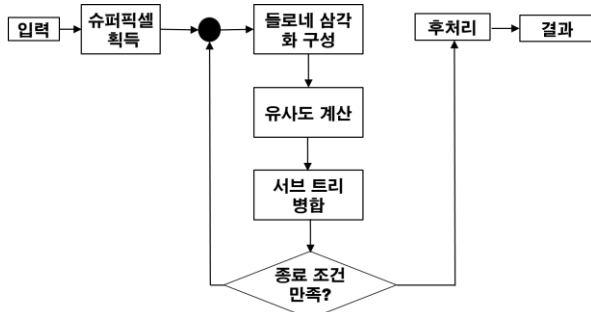 입력
슈퍼픽셀
획득
들로네 삼각
화 구성
유사도 계산
서브 트리
병합
종료 조건
만족?
후처리
결과